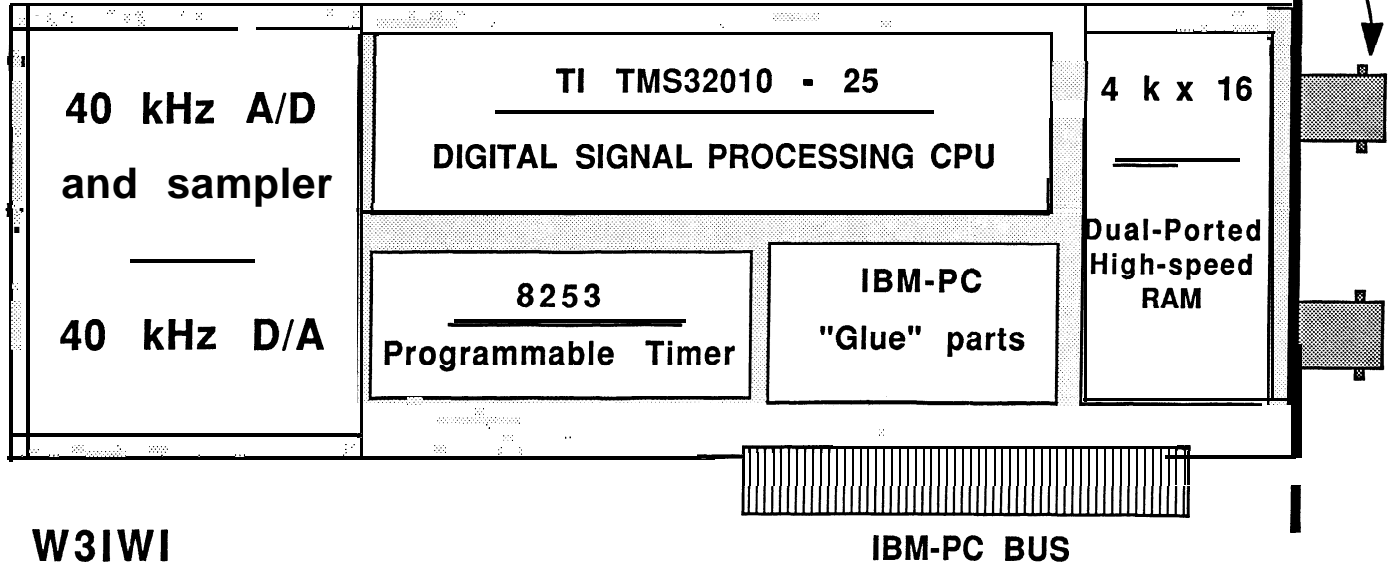 40 kHz A/D
and sampler
40 kHz D/A
TI TMS32010 - 25
DIGITAL SIGNAL PROCESSING CPU
8253
Programmable Timer
IBM-PC
"Glue" parts
4 k x 16
Dual-Ported
High-speed
RAM
W3IWI
IBM-PC BUS